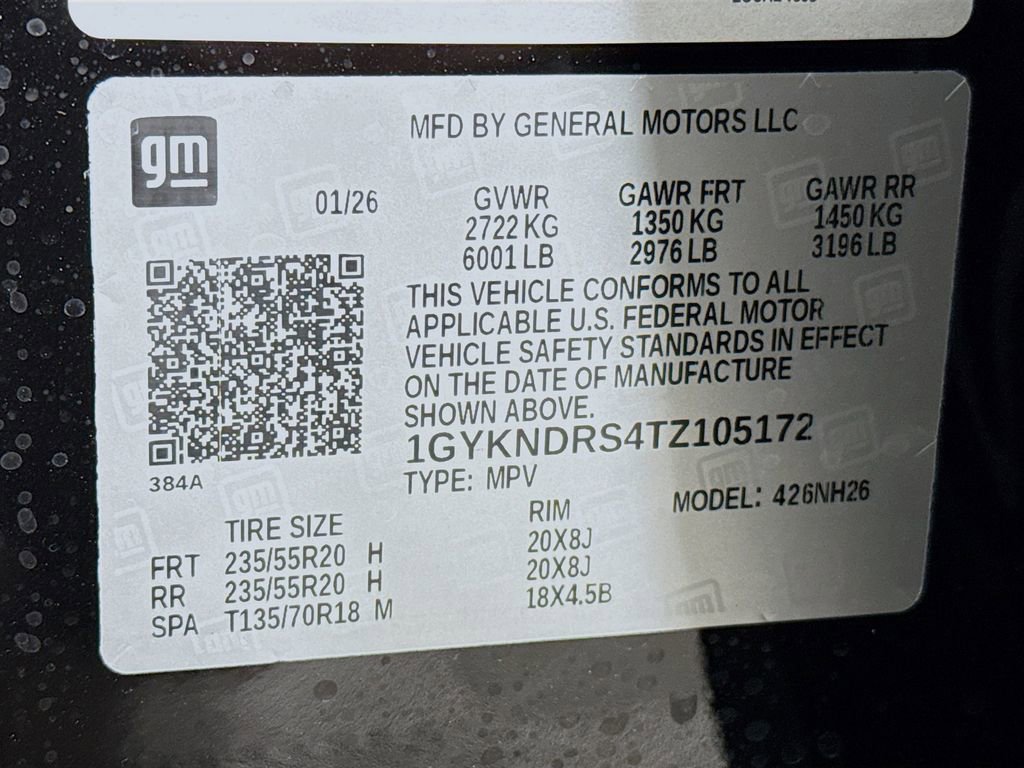 gm
MFD BY GENERAL MOTORS LLC
01/26
GVWR GAWR FRT GAWR RR
2722 KG 1350 KG 1450 KG
6001 LB 2976 LB 3196 LB
THIS VEHICLE CONFORMS TO ALL
APPLICABLE U.S. FEDERAL MOTOR
VEHICLE SAFETY STANDARDS IN EFFECT
ON THE DATE OF MANUFACTURE
SHOWN ABOVE.
1GYKNDRS4TZ105172
384A
TYPE: MPV MODEL: 426NH26
TIRE SIZE RIM
FRT 235/55R20 H 20X8J
RR 235/55R20 H 20X8J
SPA T135/70R18 M 18X4.5B